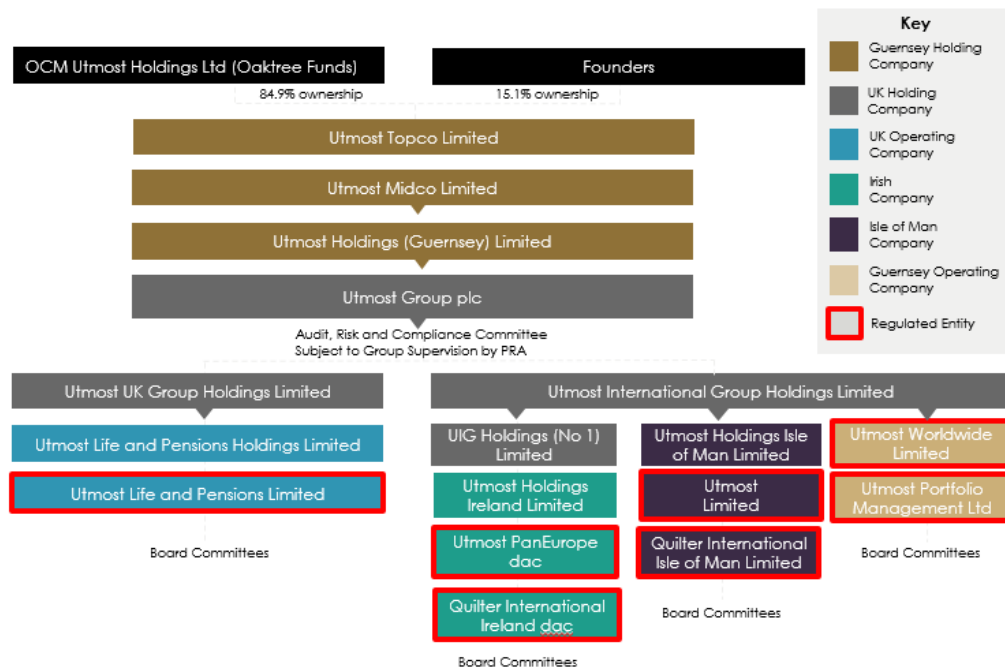 Key
Guernsey Holding
Company
UK Holding
Company
UK Operating
Company
Irish
Company
Isle of Man
Company
Guernsey Operating
Company
Regulated Entity
OCM Utmost Holdings Ltd (Oaktree Funds)
Founders
84.9% ownership
15.1% ownership
Utmost Topco Limited
Utmost Midco Limited
Utmost Holdings (Guernsey) Limited
Utmost Group plc
Audit, Risk and Compliance Committee
Subject to Group Supervision by PRA
Utmost UK Group Holdings Limited
Utmost Life and Pensions Holdings Limited
Utmost Life and Pensions Limited
Board Committees
Utmost International Group Holdings Limited
UIG Holdings (No 1)
Limited
Utmost Holdings
Ireland Limited
Utmost PanEurope
dac
Quilter International
Ireland dac
Board Committees
Utmost Holdings Isle
of Man Limited
Utmost
Limited
Quilter International
Isle of Man Limited
Board Committees
Utmost Worldwide
Limited
Utmost Portfolio
Management Ltd
Board Committees